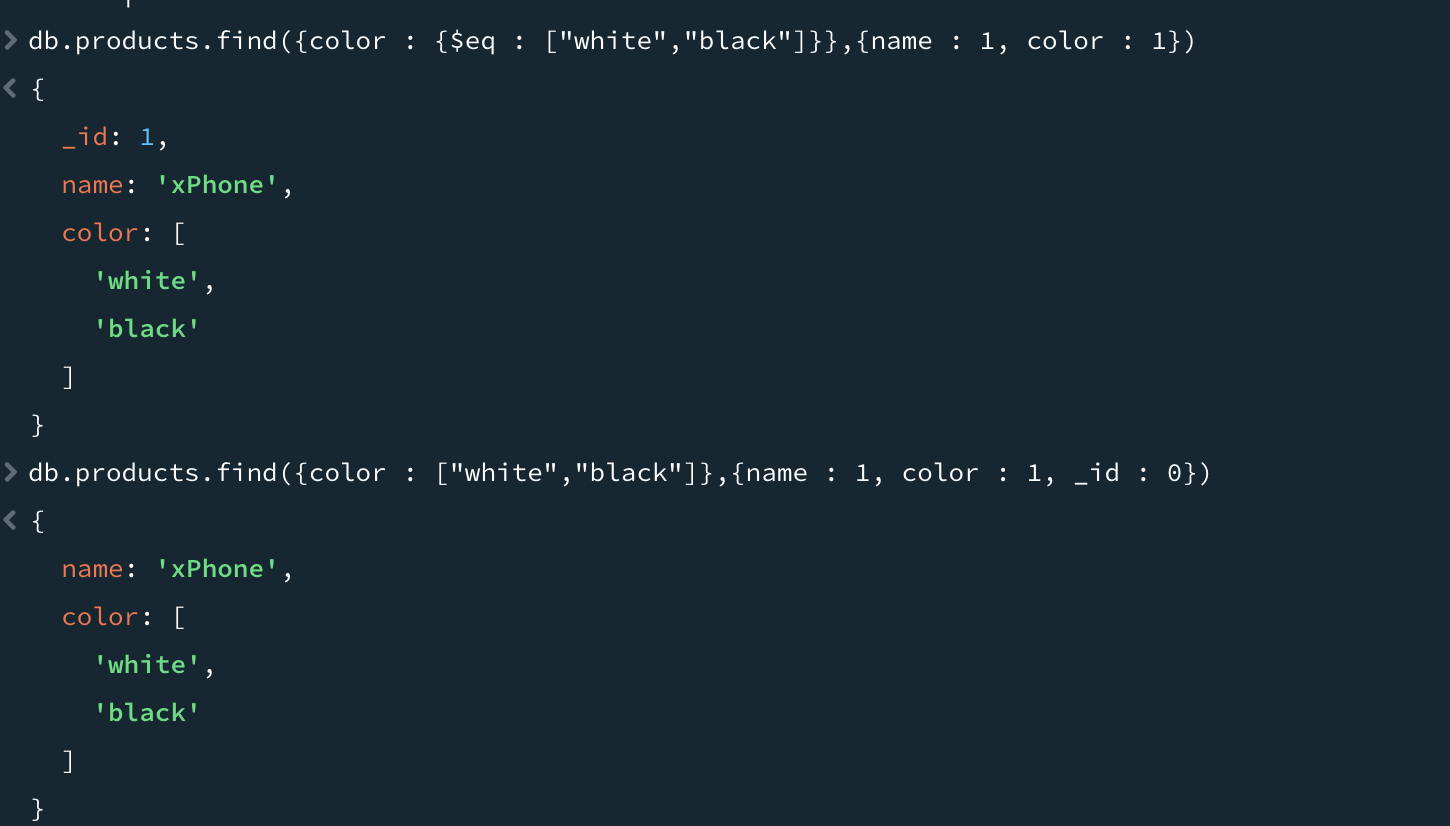 db.products.find({color : {$eq : ["white","black"]}},{name : 1, color : 1})
{
_id: 1,
name: 'xPhone',
color: [
'white',
'black'
]
}
db.products.find({color : ["white","black"]},{name : 1, color : 1, _id : 0})
{
name: 'xPhone',
color: [
'white',
'black'
]
}